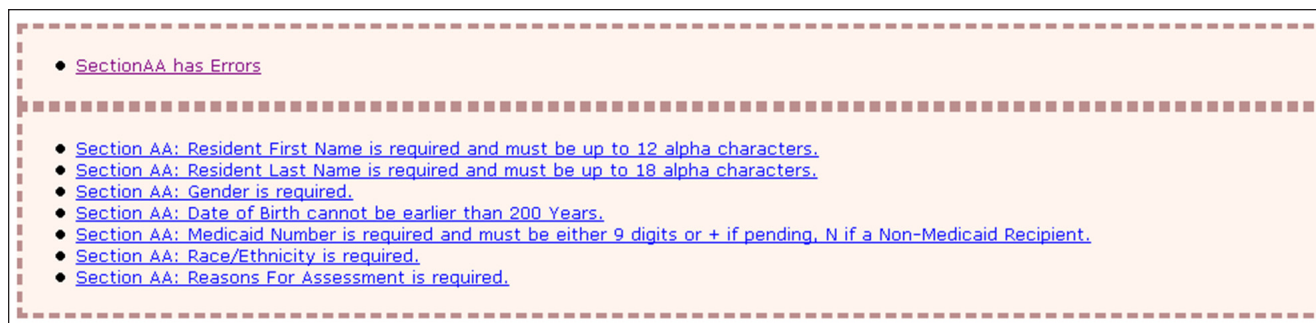 SectionAA has Errors
Section AA: Resident First Name is required and must be up to 12 alpha characters.
Section AA: Resident Last Name is required and must be up to 18 alpha characters.
Section AA: Gender is required.
Section AA: Date of Birth cannot be earlier than 200 Years.
Section AA: Medicaid Number is required and must be either 9 digits or + if pending, N if a Non-Medicaid Recipient.
Section AA: Race/Ethnicity is required.
Section AA: Reasons For Assessment is required.